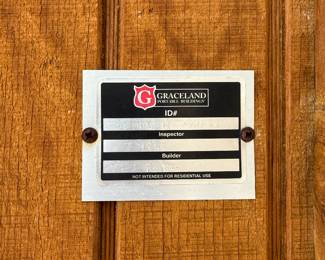 G GRACELAND
PORTABLE BUILDINGS
ID#
Inspector
Builder
NOT INTENDED FOR RESIDENTIAL USE